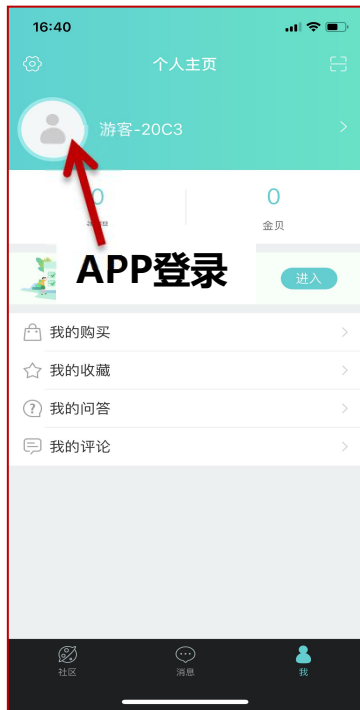 16:40
个人主页
游客-20C3
0
0
金贝
APP登录
进入
我的购买
我的收藏
我的问答
我的评论
社区
消息
我